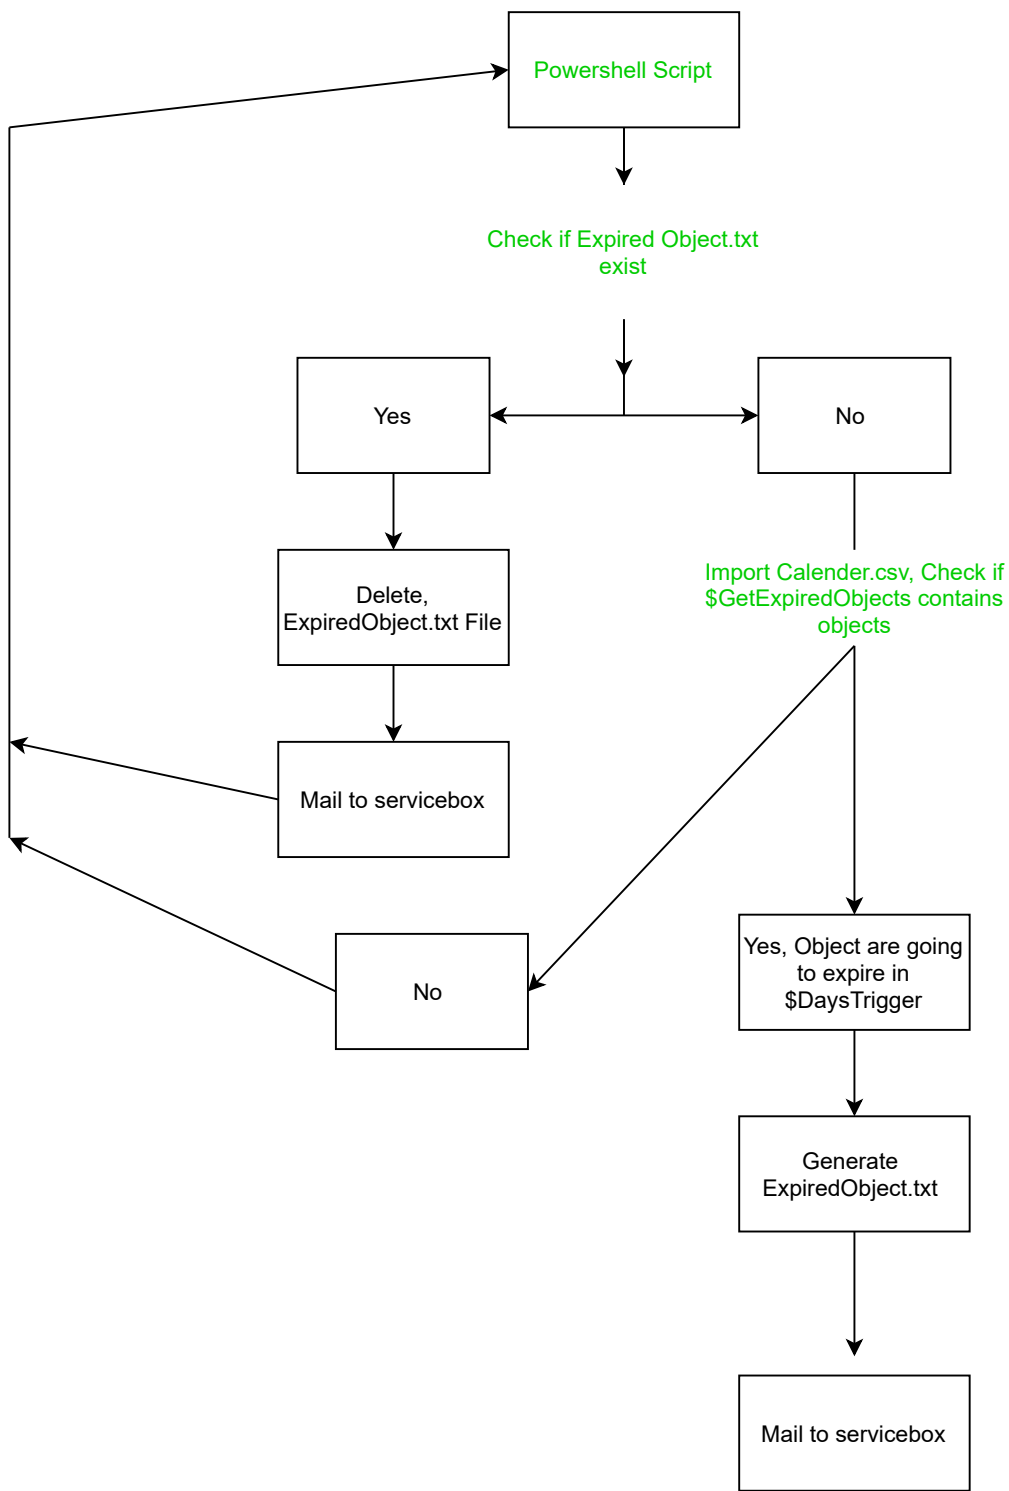 Powershell Script
Check if Expired Object.txt
exist
Yes
No
Delete,
ExpiredObject.txt File
Import Calender.csv, Check if
$GetExpiredObjects contains
objects
Mail to servicebox
No
Yes, Object are going
to expire in
$DaysTrigger
Generate
ExpiredObject.txt
Mail to servicebox